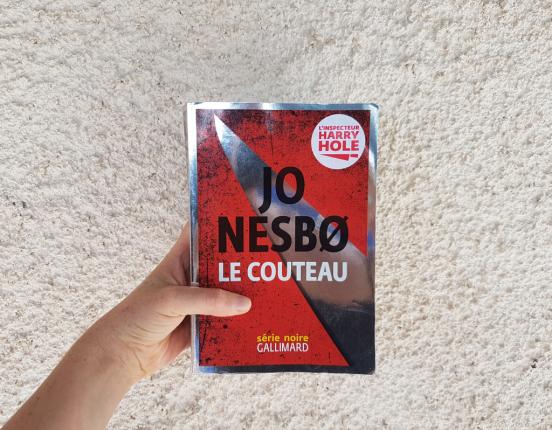 L'INSPECTEUR
HARRY
HOLE
JO
NESBØ
LE COUTEAU
série noire
GALLIMARD